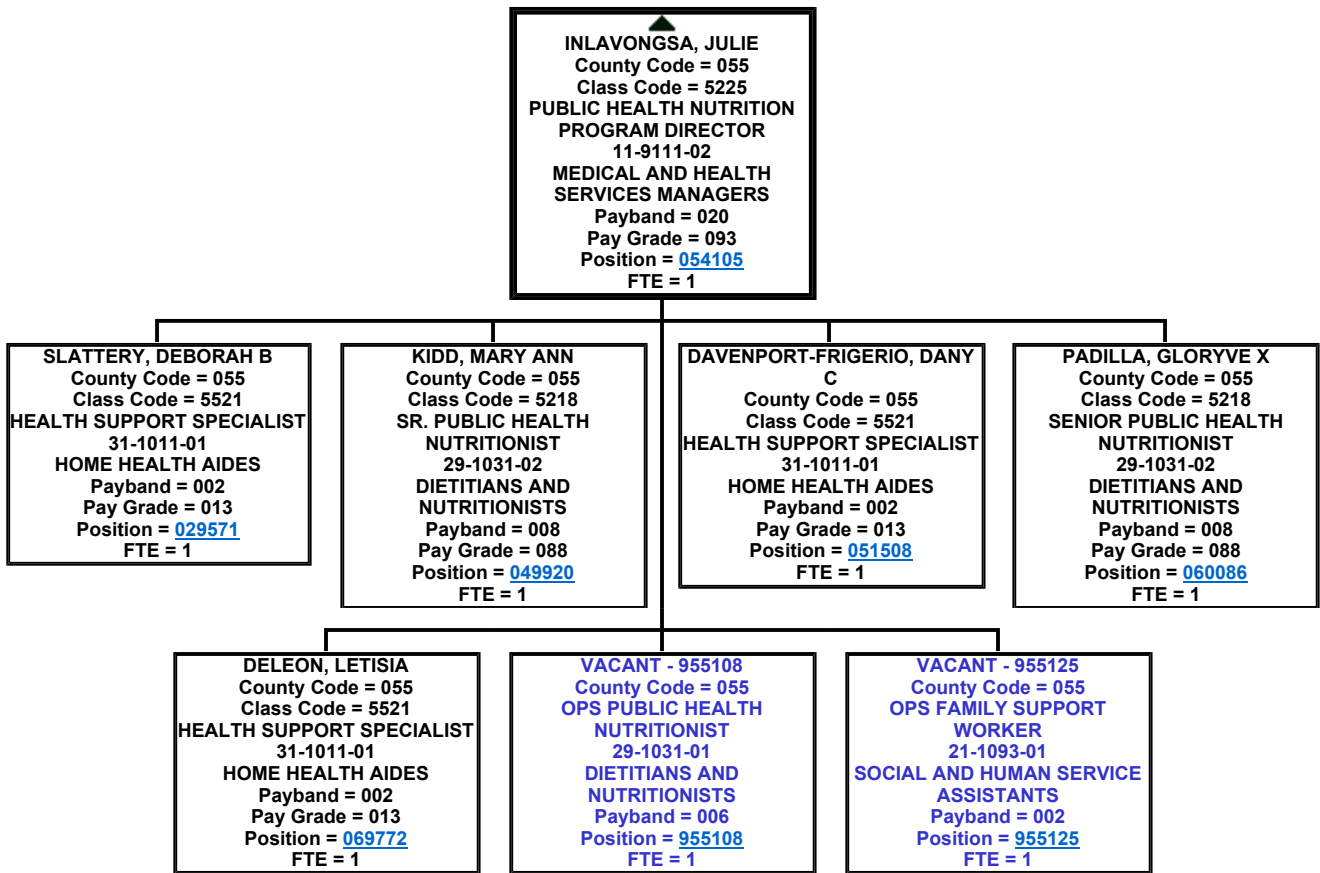 INLAVONGSA, JULIE
County Code = 055
Class Code = 5225
PUBLIC HEALTH NUTRITION
PROGRAM DIRECTOR
11-9111-02
MEDICAL AND HEALTH
SERVICES MANAGERS
Payband = 020
Pay Grade = 093
Position = 054105
FTE = 1
SLATTERY, DEBORAH B
County Code = 055
Class Code = 5521
HEALTH SUPPORT SPECIALIST
31-1011-01
HOME HEALTH AIDES
Payband = 002
Pay Grade = 013
Position = 029571
FTE = 1
KIDD, MARY ANN
County Code = 055
Class Code = 5218
SR. PUBLIC HEALTH
NUTRITIONIST
29-1031-02
DIETITIANS AND
NUTRITIONISTS
Payband = 008
Pay Grade = 088
Position = 049920
FTE = 1
DAVENPORT-FRIGERIO, DANY
C
County Code = 055
Class Code = 5521
HEALTH SUPPORT SPECIALIST
31-1011-01
HOME HEALTH AIDES
Payband = 002
Pay Grade = 013
Position = 051508
FTE = 1
PADILLA, GLORYVE X
County Code = 055
Class Code = 5218
SENIOR PUBLIC HEALTH
NUTRITIONIST
29-1031-02
DIETITIANS AND
NUTRITIONISTS
Payband = 008
Pay Grade = 088
Position = 060086
FTE = 1
DELEON, LETISIA
County Code = 055
Class Code = 5521
HEALTH SUPPORT SPECIALIST
31-1011-01
HOME HEALTH AIDES
Payband = 002
Pay Grade = 013
Position = 069772
FTE = 1
VACANT - 955108
County Code = 055
OPS PUBLIC HEALTH
NUTRITIONIST
29-1031-01
DIETITIANS AND
NUTRITIONISTS
Payband = 006
Position = 955108
FTE = 1
VACANT - 955125
County Code = 055
OPS FAMILY SUPPORT
WORKER
21-1093-01
SOCIAL AND HUMAN SERVICE
ASSISTANTS
Payband = 002
Position = 955125
FTE = 1